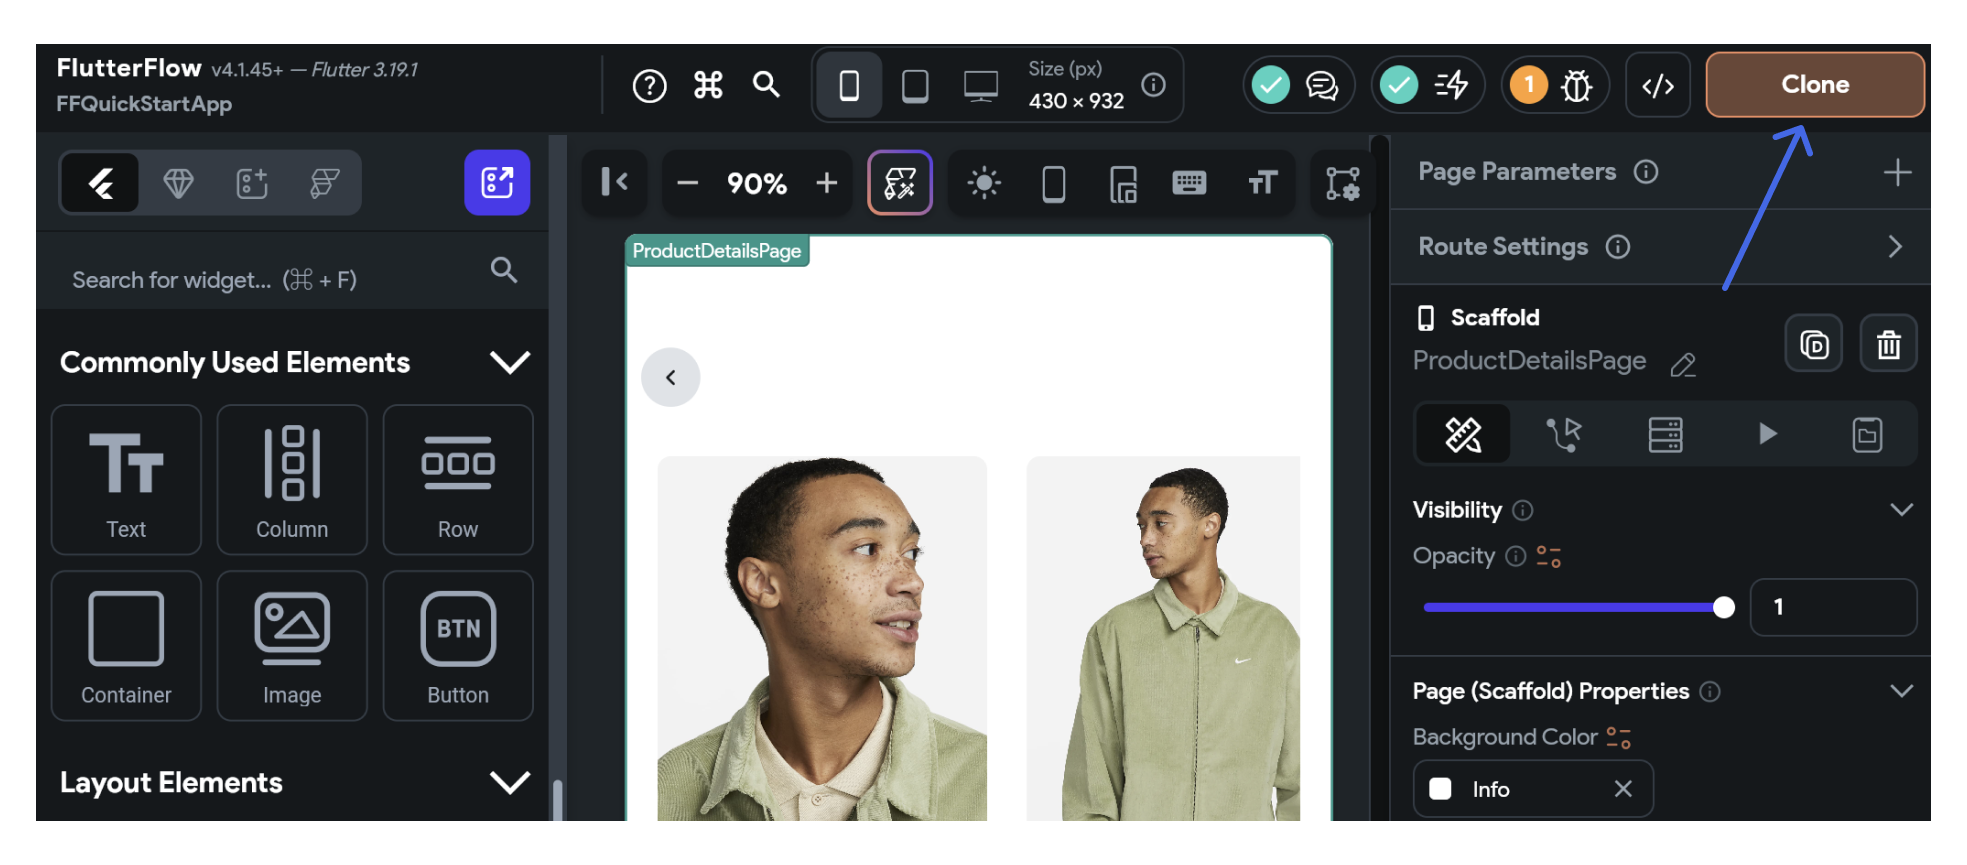 FlutterFlow v4.1.45+ — Flutter 3.19.1
FFQuickStartApp
Size (px)
430 × 932
1
</>
Clone
90%
TT
Page Parameters
Route Settings
Search for widget... (⌘ + F)
ProductDetailsPage
Scaffold
ProductDetailsPage
D
Commonly Used Elements
Text
Column
Row
Visibility
Opacity
1
Container
Image
BTN
Button
Page (Scaffold) Properties
Background Color
Info
Layout Elements